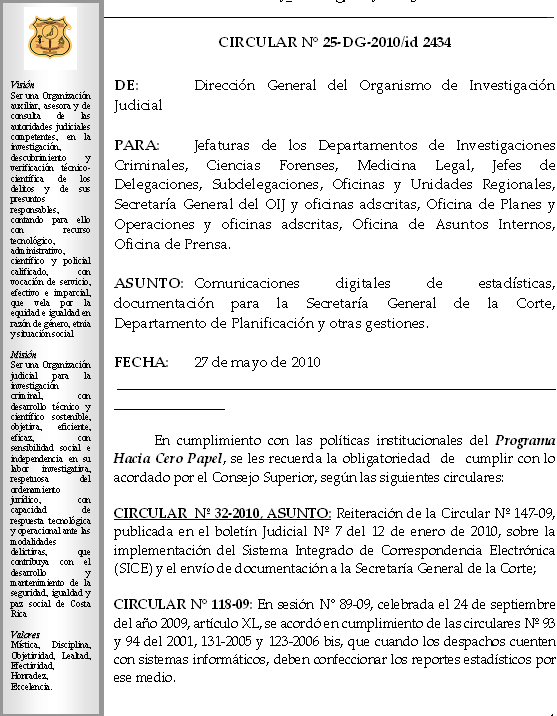 CIRCULAR N° 25-DG-2010/id 2434
DE: Dirección General del Organismo de Investigación
Judicial
PARA: Jefaturas de los Departamentos de Investigaciones
Criminales, Ciencias Forenses, Medicina Legal, Jefes de
Delegaciones, Subdelegaciones, Oficinas y Unidades Regionales,
Secretaría General del OIJ y oficinas adscritas, Oficina de Planes y
Operaciones y oficinas adscritas, Oficina de Asuntos Internos,
Oficina de Prensa.
ASUNTO: Comunicaciones digitales de estadísticas,
documentación para la Secretaría General de la Corte,
Departamento de Planificación y otras gestiones.
FECHA: 27 de mayo de 2010
En cumplimiento con las políticas institucionales del Programa
Hacia Cero Papel, se les recuerda la obligatoriedad de cumplir con lo
acordado por el Consejo Superior, según las siguientes circulares:
CIRCULAR Nº 32-2010, ASUNTO: Reiteración de la Circular Nº 147-09,
publicada en el boletín Judicial Nº 7 del 12 de enero de 2010, sobre la
implementación del Sistema Integrado de Correspondencia Electrónica
(SICE) y el envío de documentación a la Secretaría General de la Corte;
CIRCULAR N° 118-09: En sesión N° 89-09, celebrada el 24 de septiembre
del año 2009, artículo XL, se acordó en cumplimiento de las circulares Nº 93
y 94 del 2001, 131-2005 y 123-2006 bis, que cuando los despachos cuenten
con sistemas informáticos, deben confeccionar los reportes estadísticos por
ese medio.
Visión
Ser una Organización
auxiliar, asesora y de
consulta de las
autoridades judiciales
competentes, en la
investigación,
descubrimiento y
verificación técnico-
científica de los
delitos y de sus
presuntos
responsables,
contando para ello
con recurso
tecnológico,
administrativo,
científico y policial
calificado, con
vocación de servicio,
efectivo e imparcial,
que vela por la
equidad e igualdad en
razón de género, etnia
y situación social
Misión
Ser una Organización
judicial para la
investigación
criminal, con
desarrollo técnico y
científico sostenible,
objetiva, eficiente,
eficaz, con
sensibilidad social e
independencia en su
labor investigativa,
respetuosa del
ordenamiento
jurídico, con
capacidad de
respuesta tecnológica
y operacional ante las
modalidades
delictivas, que
contribuya con el
desarrollo y
mantenimiento de la
seguridad, igualdad y
paz social de Costa
Rica
Valores
Mística, Disciplina,
Objetividad, Lealtad,
Efectividad,
Honradez,
Excelencia.